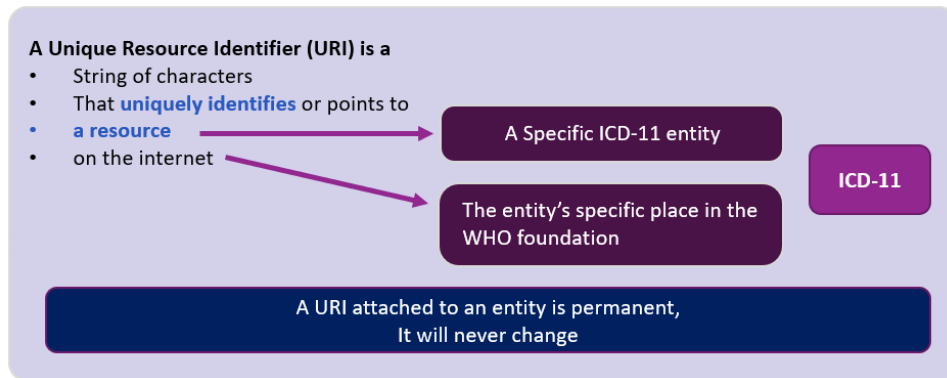 A Unique Resource Identifier (URI) is a
• String of characters
• That uniquely identifies or points to
• a resource
• on the internet
A Specific ICD-11 entity
The entity's specific place in the
WHO foundation
ICD-11
A URI attached to an entity is permanent,
It will never change